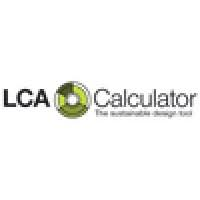 LCA Calculator
The sustainable design tool